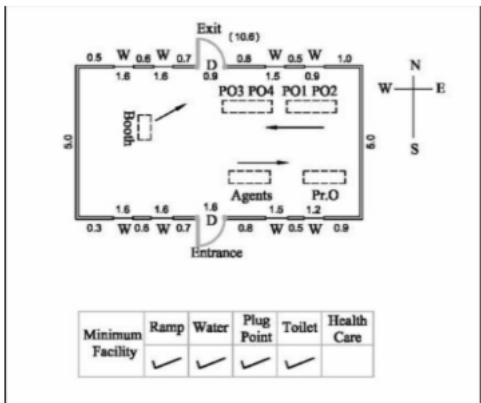 Exit
(10.6)
0.5 W 0.6 W 0.7 D 0.8 W 0.5 W 1.0
1.6 1.6 0.9 1.5 0.9
N
W E
S
PO3 PO4 PO1 PO2
Booth
5.0
5.0
Agents Pr.O
1.6 1.6 1.6 1.5 1.2
0.3 W 0.6 W 0.7 D 0.8 W 0.5 W 0.9
Entrance
Minimum Facility
Ramp Water Plug Point Toilet Health Care
✓ ✓ ✓ ✓